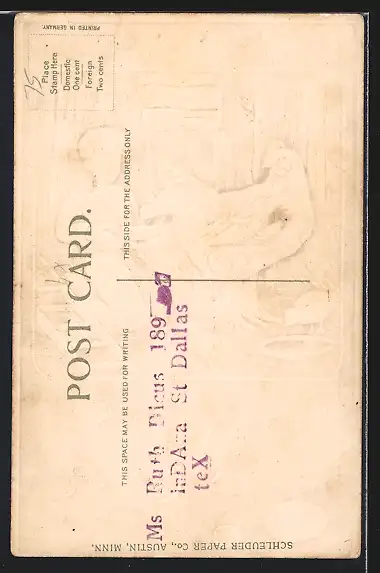 PRINTED IN GERMANY
Place
Stamp Here
Domestic
One cent
Foreign
Two cents
75
POST CARD.
THIS SPACE MAY BE USED FOR WRITING
THIS SIDE FOR THE ADDRESS ONLY
Ms Ruth Dicus 189
inDAna St Dallas
teX
SCHLEUDER PAPER Co., AUSTIN, MINN.